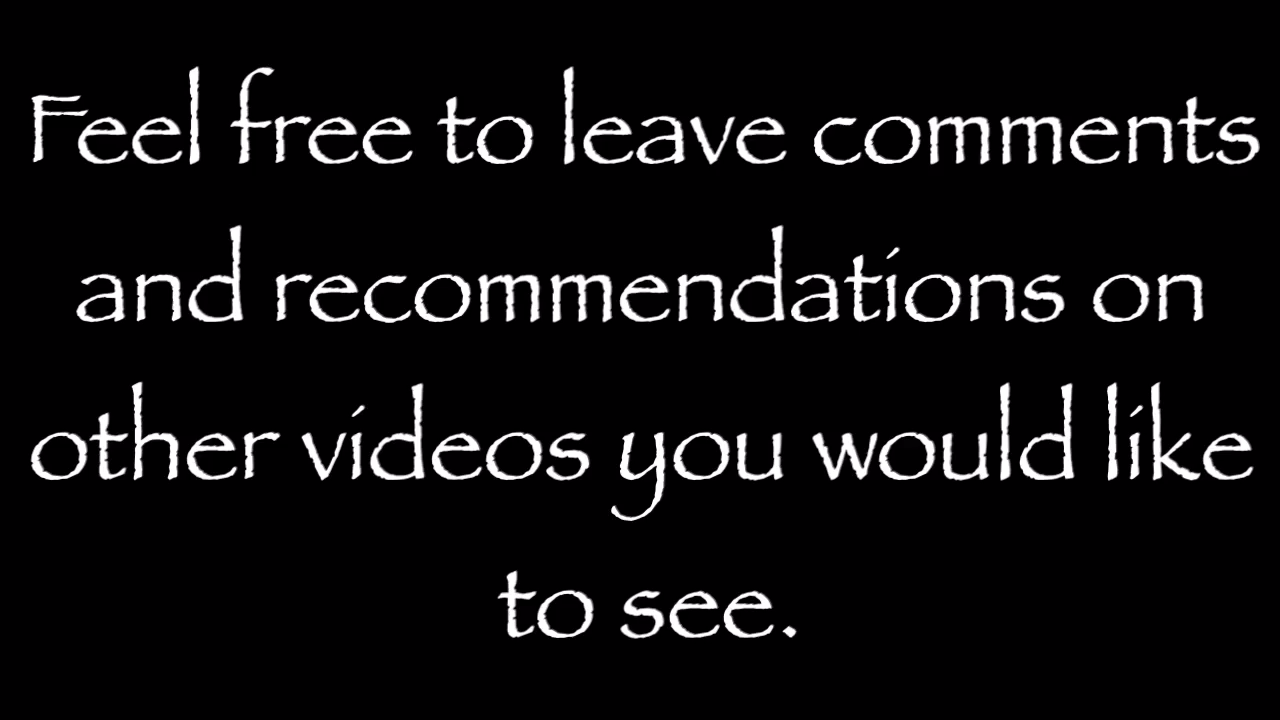 Feel free to leave comments
and recommendations on
other videos you would like
to see.